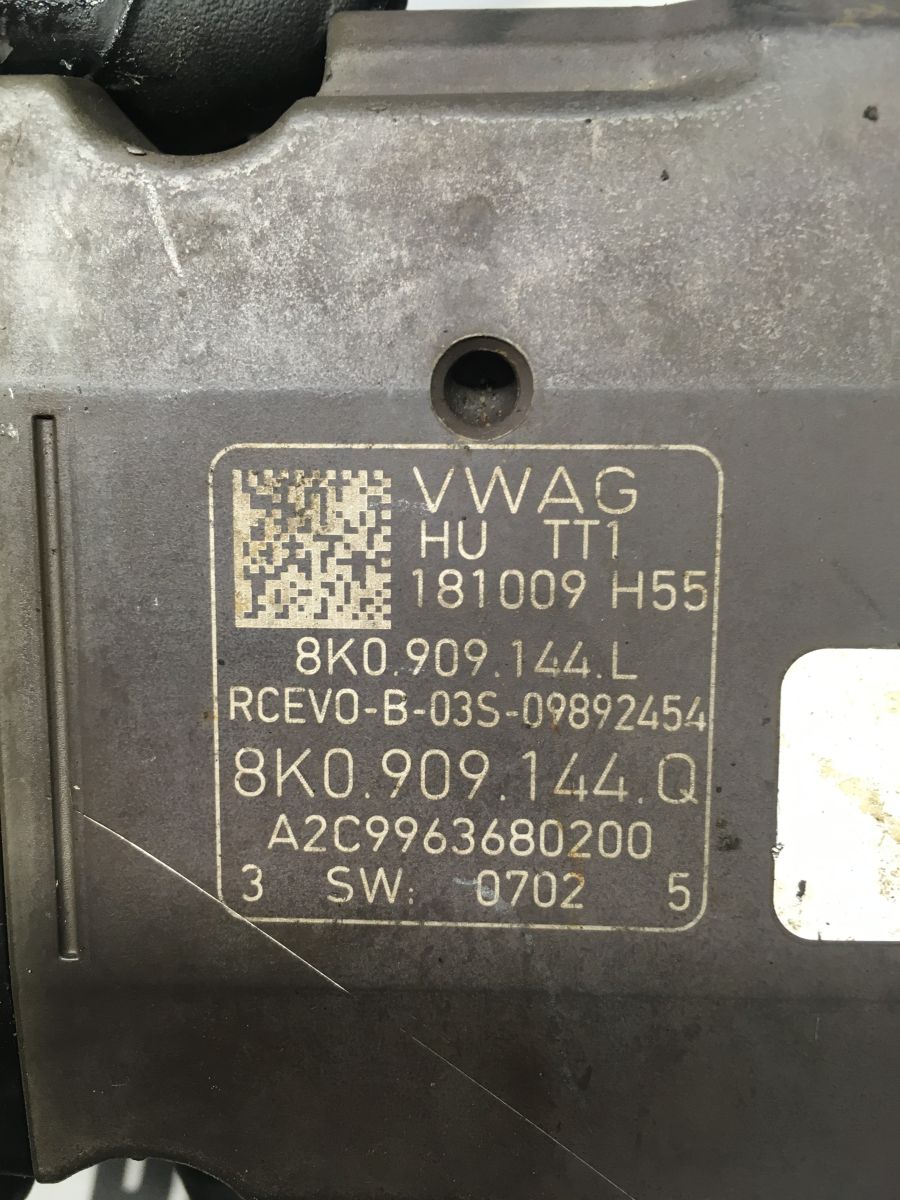 VWAG
HU TT1
181009 H55
8K0.909.144.L
RCEVO-B-03S-09892454
8K0.909.144.Q
A2C9963680200
3 SW: 0702 5